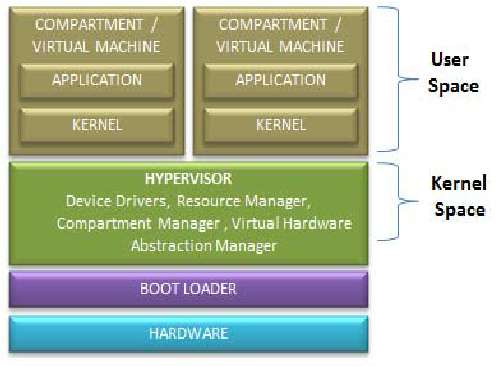 COMPARTMENT /
VIRTUAL MACHINE
APPLICATION
KERNEL
COMPARTMENT /
VIRTUAL MACHINE
APPLICATION
KERNEL
User
Space
HYPERVISOR
Device Drivers, Resource Manager,
Compartment Manager , Virtual Hardware
Abstraction Manager
Kernel
Space
BOOT LOADER
HARDWARE